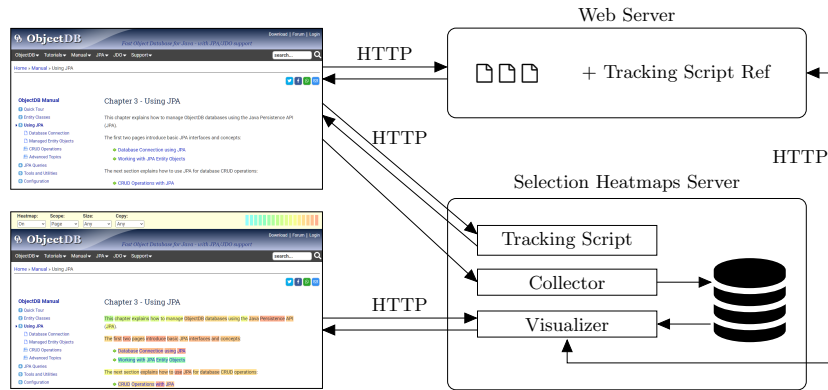 Web Server
Download | Forum | Login
ObjectDB
Fast Object Database for Java - with JPA/JDO support
ObjectDB Tutorials Manual JPA JDO Support search...
Home » Manual » Using JPA
HTTP
+ Tracking Script Ref
ObjectDB Manual
Quick Tour
Entity Classes
Using JPA
Database Connection
Managed Entity Objects
CRUD Operations
Advanced Topics
JPA Queries
Tools and Utilities
Configuration
Chapter 3 - Using JPA
This chapter explains how to manage ObjectDB databases using the Java Persistence API
(JPA).
The first two pages introduce basic JPA interfaces and concepts:
Database Connection using JPA
Working with JPA Entity Objects
The next section explains how to use JPA for database CRUD operations:
CRUD Operations with JPA
HTTP
HTTP
Selection Heatmaps Server
Tracking Script
Collector
Visualizer
HTTP
Heatmap: Scope: Size: Copy:
On Page Any Any
Download | Forum | Login
ObjectDB
Fast Object Database for Java - with JPA/JDO support
ObjectDB Tutorials Manual JPA JDO Support search...
Home » Manual » Using JPA
ObjectDB Manual
Quick Tour
Entity Classes
Using JPA
Database Connection
Managed Entity Objects
CRUD Operations
Advanced Topics
JPA Queries
Tools and Utilities
Configuration
Chapter 3 - Using JPA
This chapter explains how to manage ObjectDB databases using the Java Persistence API
(JPA).
The first two pages introduce basic JPA interfaces and concepts:
Database Connection using JPA
Working with JPA Entity Objects
The next section explains how to use JPA for database CRUD operations:
CRUD Operations with JPA